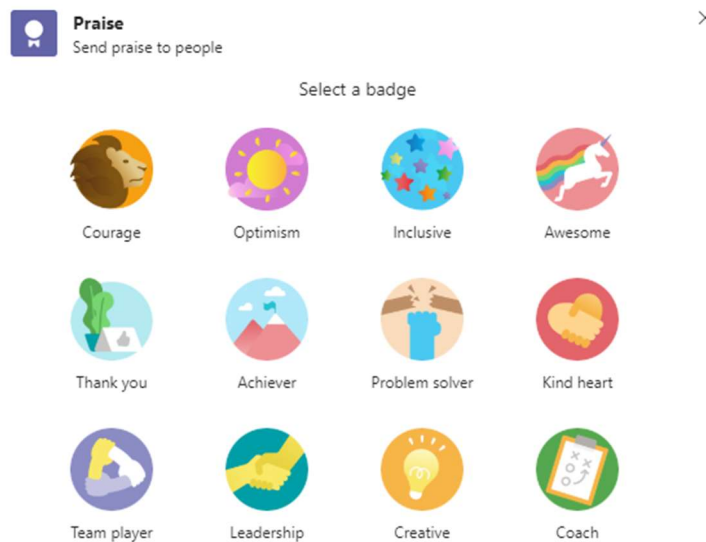 Praise
Send praise to people
Select a badge
Courage
Optimism
Inclusive
Awesome
Thank you
Achiever
Problem solver
Kind heart
Team player
Leadership
Creative
Coach